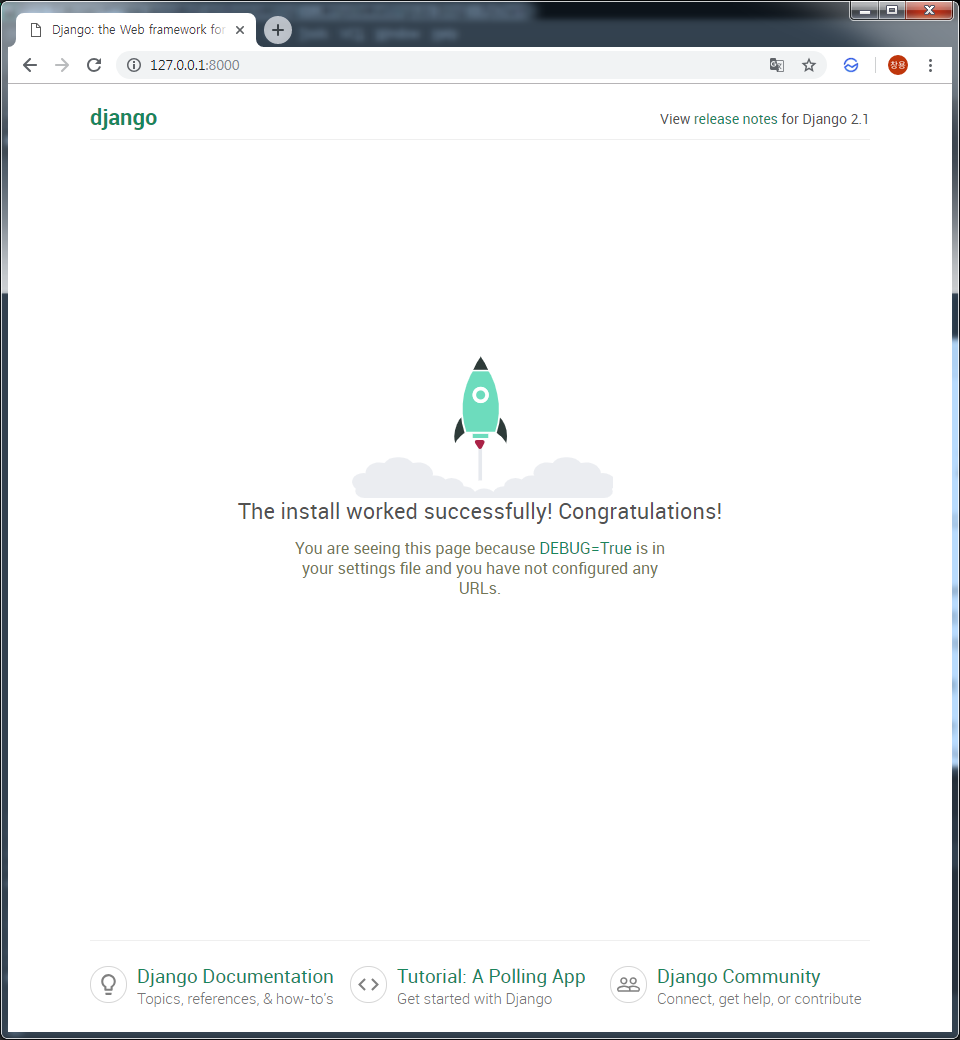 Django: the Web framework for
127.0.0.1:8000
창용
django
View release notes for Django 2.1
The install worked successfully! Congratulations!
You are seeing this page because DEBUG=True is in
your settings file and you have not configured any
URLs.
Django Documentation
Topics, references, & how-to's
Tutorial: A Polling App
Get started with Django
Django Community
Connect, get help, or contribute